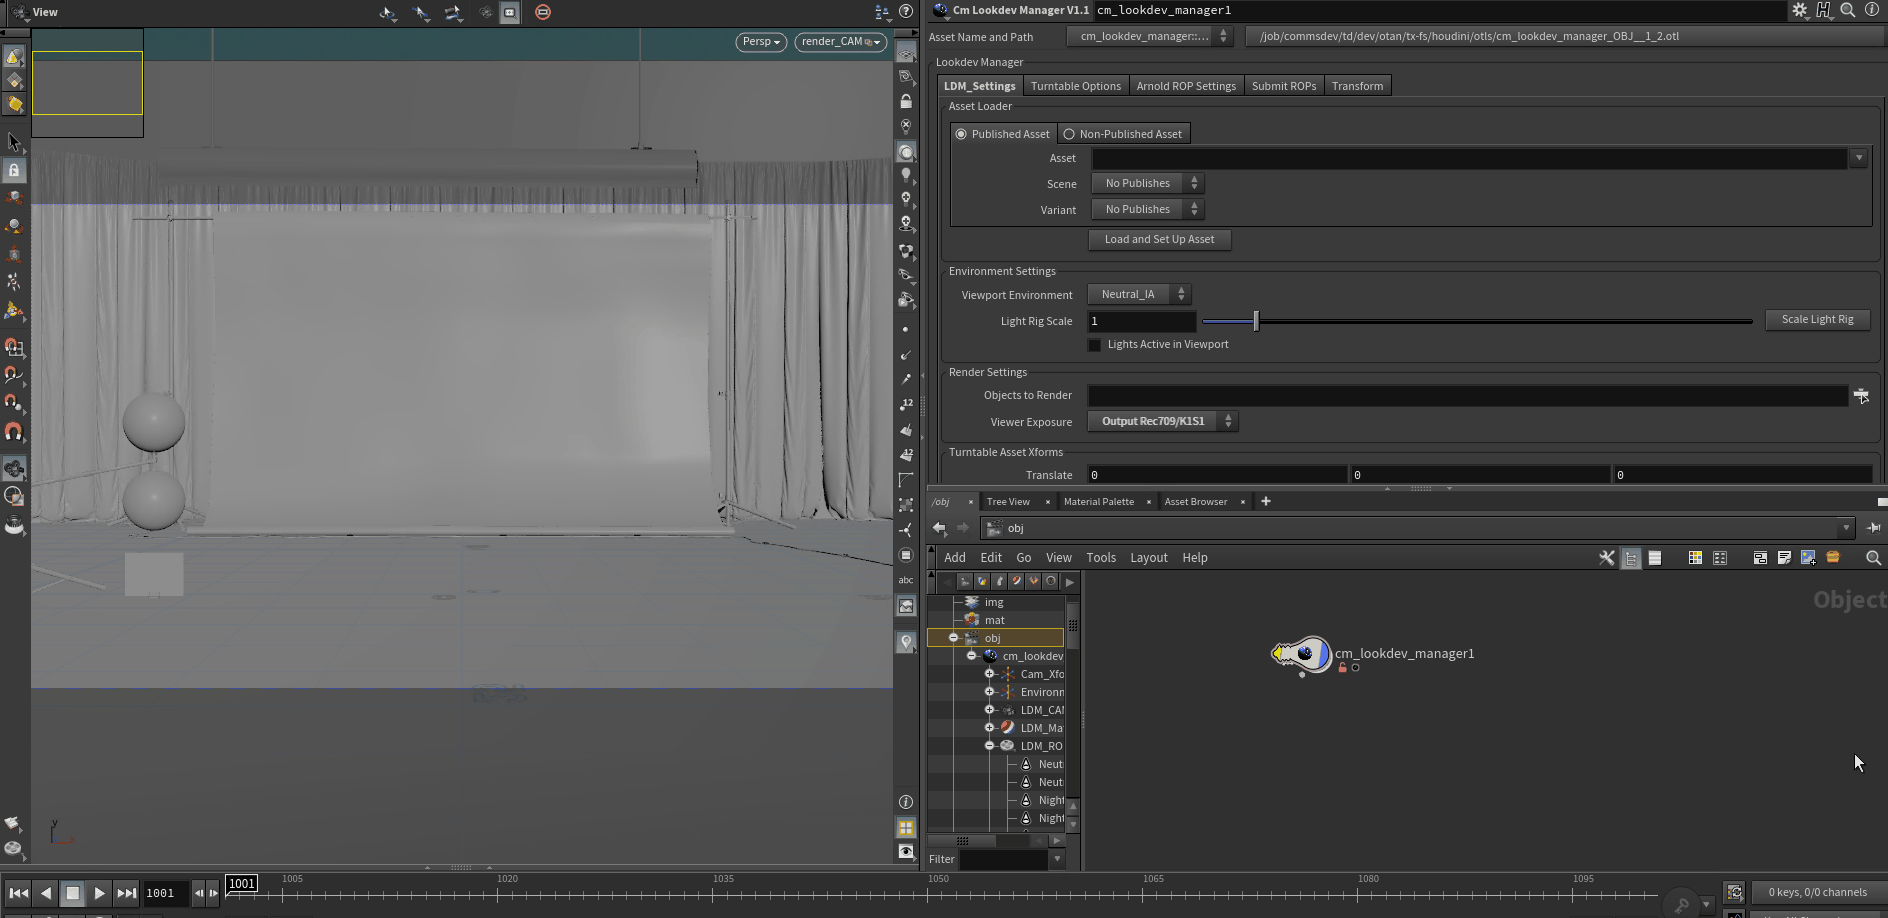 View
Persp
render_CAM
y
12
12
abc
Cm Lookdev Manager V1.1 cm_lookdev_manager1
Asset Name and Path cm_lookdev_manager::... /job/commsdev/td/dev/otan/tx-fs/houdini/otls/cm_lookdev_manager_OBJ__1_2.otl
Lookdev Manager
LDM_Settings Turntable Options Arnold ROP Settings Submit ROPs Transform
Asset Loader
Published Asset Non-Published Asset
Asset
Scene No Publishes
Variant No Publishes
Load and Set Up Asset
Environment Settings
Viewport Environment Neutral_IA
Light Rig Scale 1 Scale Light Rig
Lights Active in Viewport
Render Settings
Objects to Render
Viewer Exposure Output Rec709/K1S1
Turntable Asset Xforms
Translate 0 0 0
/obj × Tree View × Material Palette × Asset Browser × +
obj
Add Edit Go View Tools Layout Help
Object
img
mat
obj
cm_lookdev
Cam_Xfo
Environn
LDM_CAI
LDM_Ma
LDM_RO
Neut
Neut
Night
Night
Filter
cm_lookdev_manager1
1001 1001 1005 1020 1035 1050 1065 1080 1095
0 keys, 0/0 channels